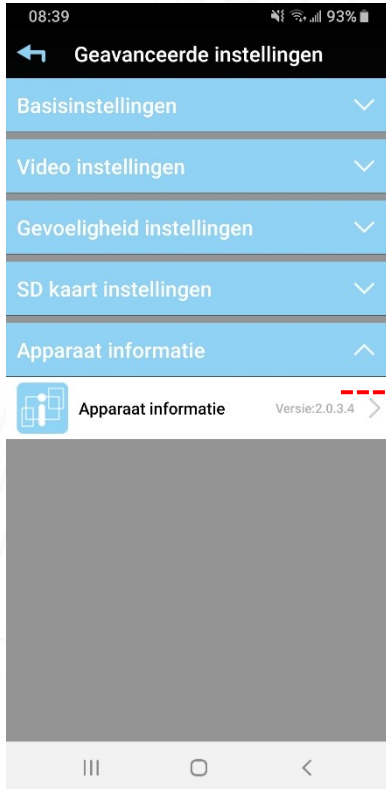 08:39 93%
Geavanceerde instellingen
Basisinstellingen
Video instellingen
Gevoeligheid instellingen
SD kaart instellingen
Apparaat informatie
Apparaat informatie Versie:2.0.3.4